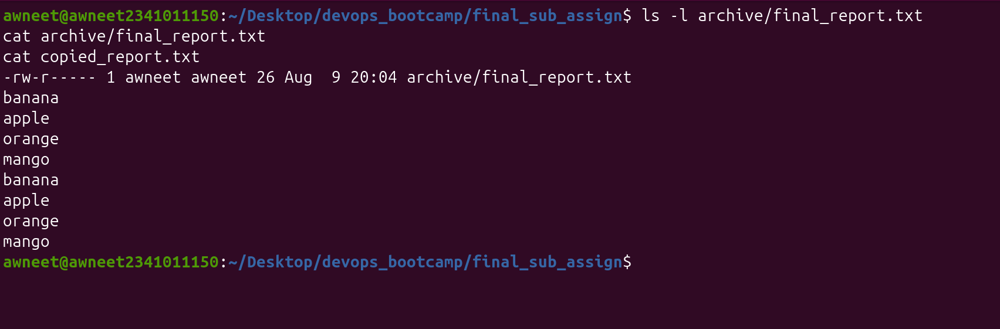 awneet@awneet2341011150:~/Desktop/devops_bootcamp/final_sub_assign$ ls -l archive/final_report.txt
cat archive/final_report.txt
cat copied_report.txt
-rw-r----- 1 awneet awneet 26 Aug  9 20:04 archive/final_report.txt
banana
apple
orange
mango
banana
apple
orange
mango
awneet@awneet2341011150:~/Desktop/devops_bootcamp/final_sub_assign$